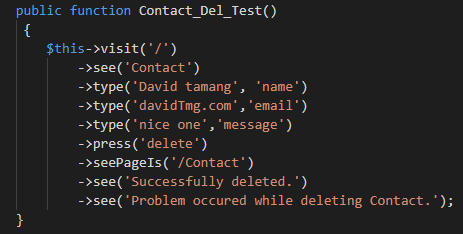 public function Contact_Del_Test()
{
$this->visit('/')
->see('Contact')
->type('David tamang', 'name')
->type('davidTmg.com','email')
->type('nice one','message')
->press('delete')
->seePageIs('/Contact')
->see('Successfully deleted.')
->see('Problem occured while deleting Contact.');
}